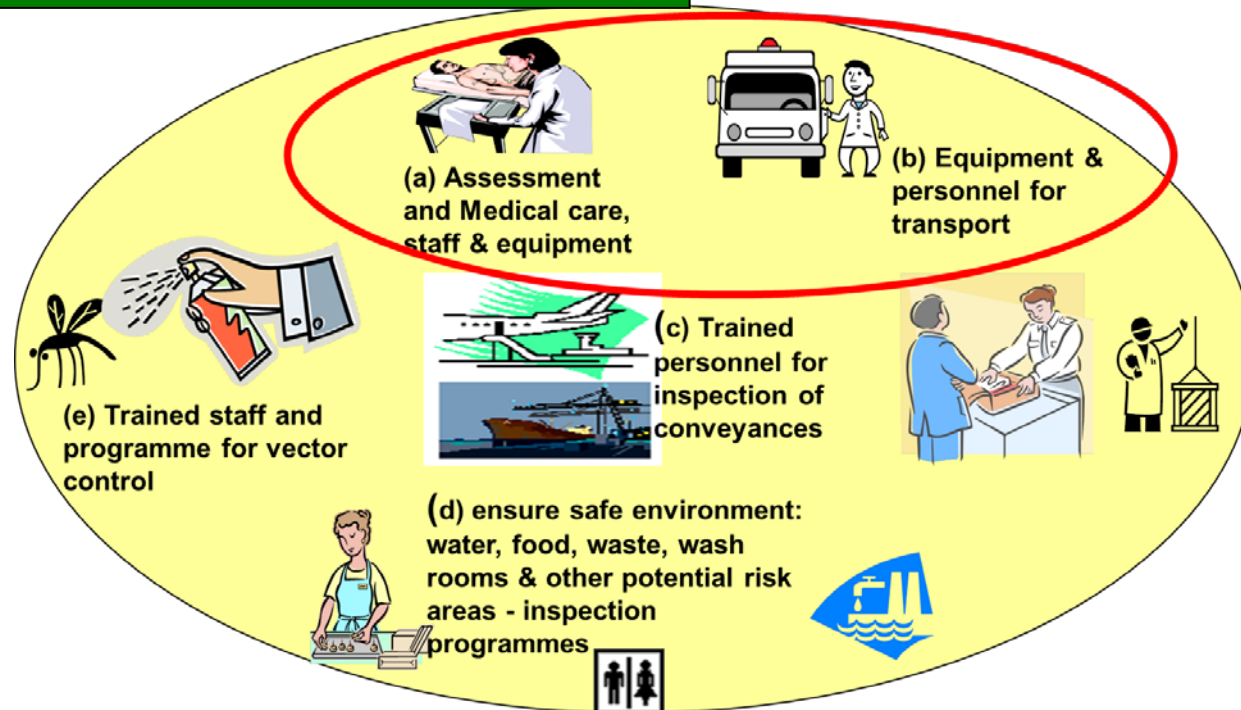 (a) Assessment
and Medical care,
staff & equipment
(b) Equipment &
personnel for
transport
(c) Trained
personnel for
inspection of
conveyances
(e) Trained staff and
programme for vector
control
(d) ensure safe environment:
water, food, waste, wash
rooms & other potential risk
areas - inspection
programmes